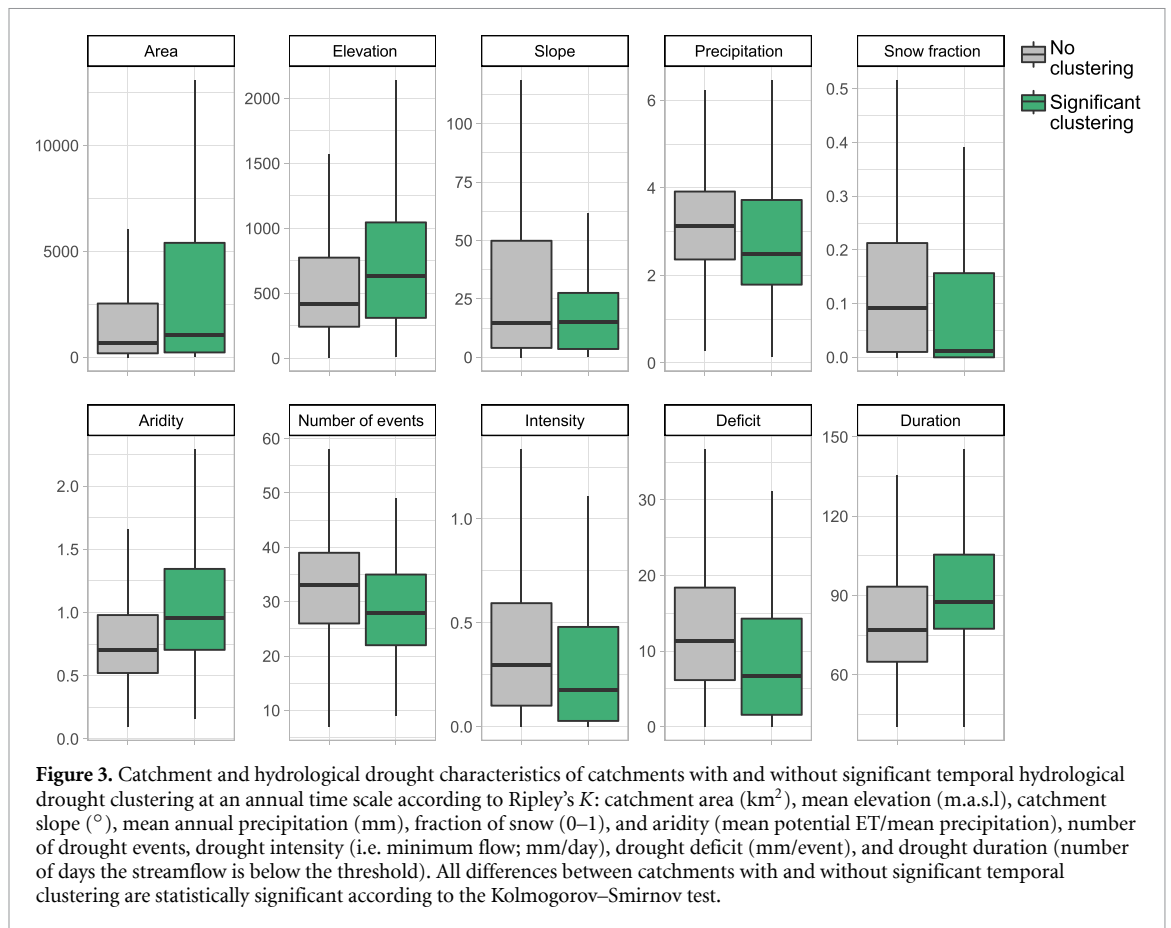 Area
Elevation
Slope
Precipitation
Snow fraction
No
clustering
Significant
clustering
10000
5000
0
2000
1500
1000
500
0
100
75
50
25
0
6
4
2
0
0.5
0.4
0.3
0.2
0.1
0.0
Aridity
Number of events
Intensity
Deficit
Duration
2.0
1.5
1.0
0.5
0.0
60
50
40
30
20
10
1.0
0.5
0.0
30
20
10
0
150
120
90
60
Figure 3. Catchment and hydrological drought characteristics of catchments with and without significant temporal hydrological
drought clustering at an annual time scale according to Ripley's K: catchment area (km²), mean elevation (m.a.s.l), catchment
slope (°), mean annual precipitation (mm), fraction of snow (0–1), and aridity (mean potential ET/mean precipitation), number
of drought events, drought intensity (i.e. minimum flow; mm/day), drought deficit (mm/event), and drought duration (number
of days the streamflow is below the threshold). All differences between catchments with and without significant temporal
clustering are statistically significant according to the Kolmogorov–Smirnov test.